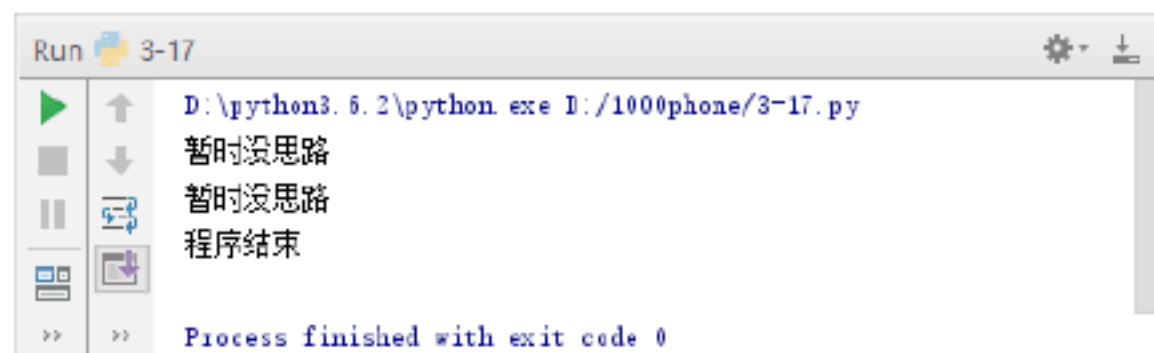 Run 3-17
D:\python3.6.2\python.exe D:/1000phone/3-17.py
暂时没思路
暂时没思路
程序结束
Process finished with exit code 0